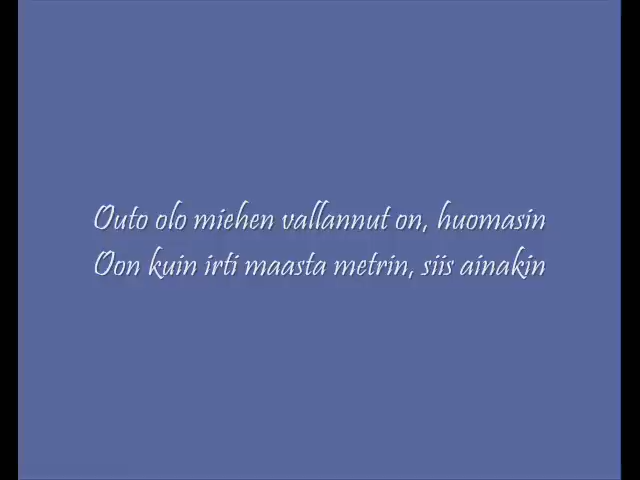 Outo olo miehen vallannut on, huomasin
Oon kuin irti maasta metrin, siis ainakin